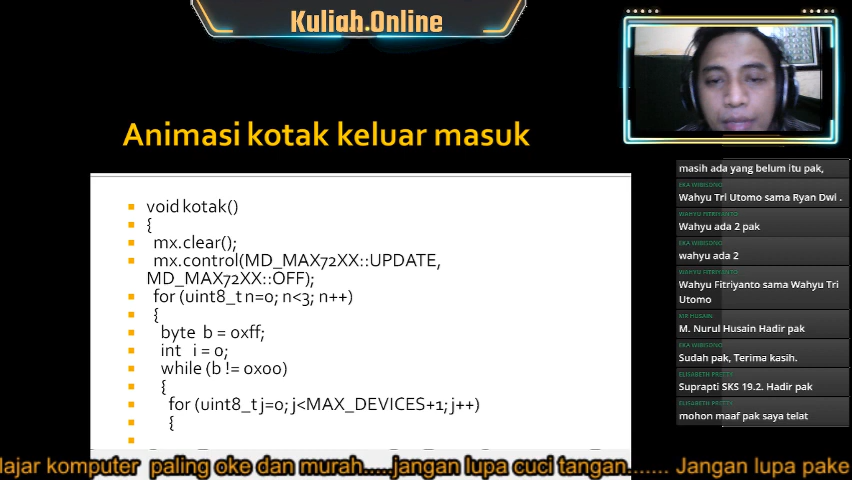 Kuliah.Online
Animasi kotak keluar masuk
void kotak()
{
mx.clear();
mx.control(MD_MAX72XX::UPDATE,
MD_MAX72XX::OFF);
for (uint8_t n=0; n<3; n++)
{
byte b = 0xff;
int i = 0;
while (b != 0x00)
{
for (uint8_t j=0; j<MAX_DEVICES+1; j++)
{
masih ada yang belum itu pak,
EKA WIBISONO
Wahyu Tri Utomo sama Ryan Dwi .
WAHYU FITRIYANTO
Wahyu ada 2 pak
EKA WIBISONO
wahyu ada 2
WAHYU FITRIYANTO
Wahyu Fitriyanto sama Wahyu Tri
Utomo
MR HUSAIN
M. Nurul Husain Hadir pak
EKA WIBISONO
Sudah pak, Terima kasih.
ELISABETH PRETTY
Suprapti SKS 19.2. Hadir pak
ELISABETH PRETTY
mohon maaf pak saya telat
lajar komputer paling oke dan murah.....jangan lupa cuci tangan....... Jangan lupa pake